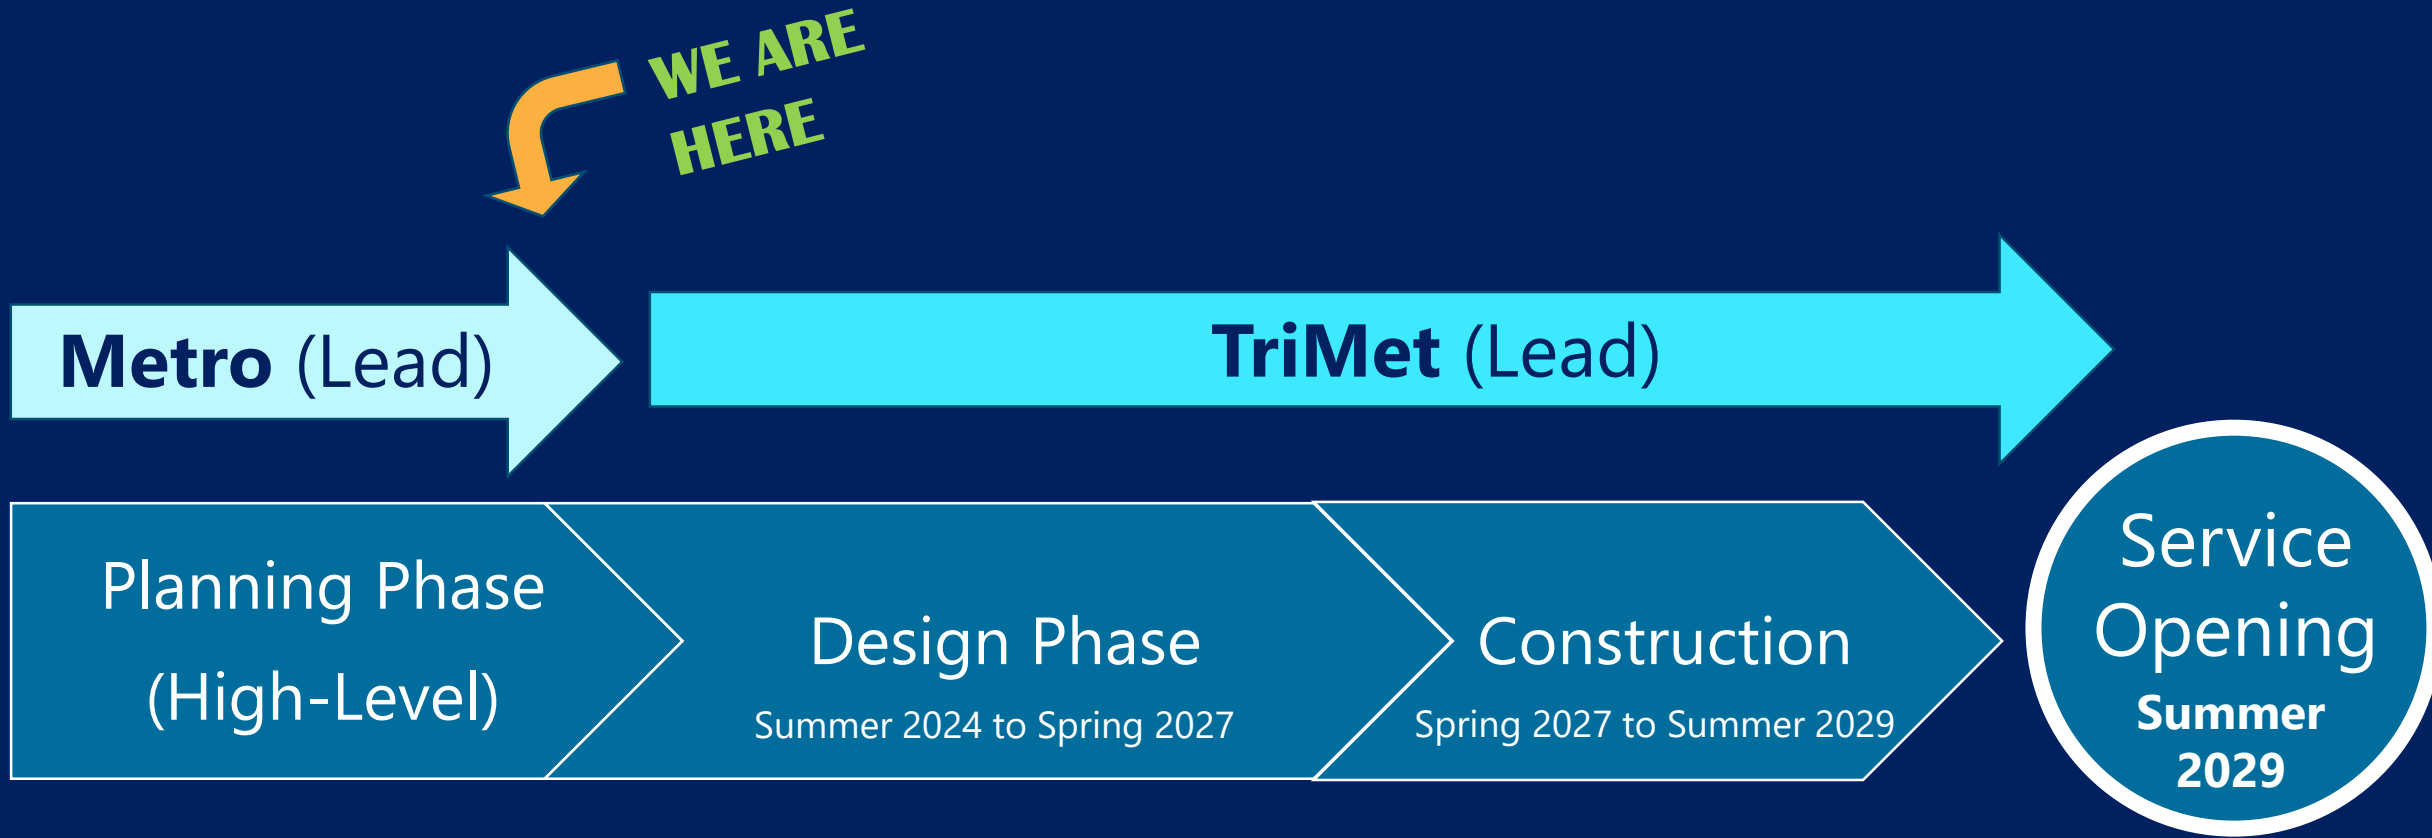 WE ARE
HERE
Metro (Lead)
TriMet (Lead)
Planning Phase
(High-Level)
Design Phase
Summer 2024 to Spring 2027
Construction
Spring 2027 to Summer 2029
Service
Opening
Summer
2029